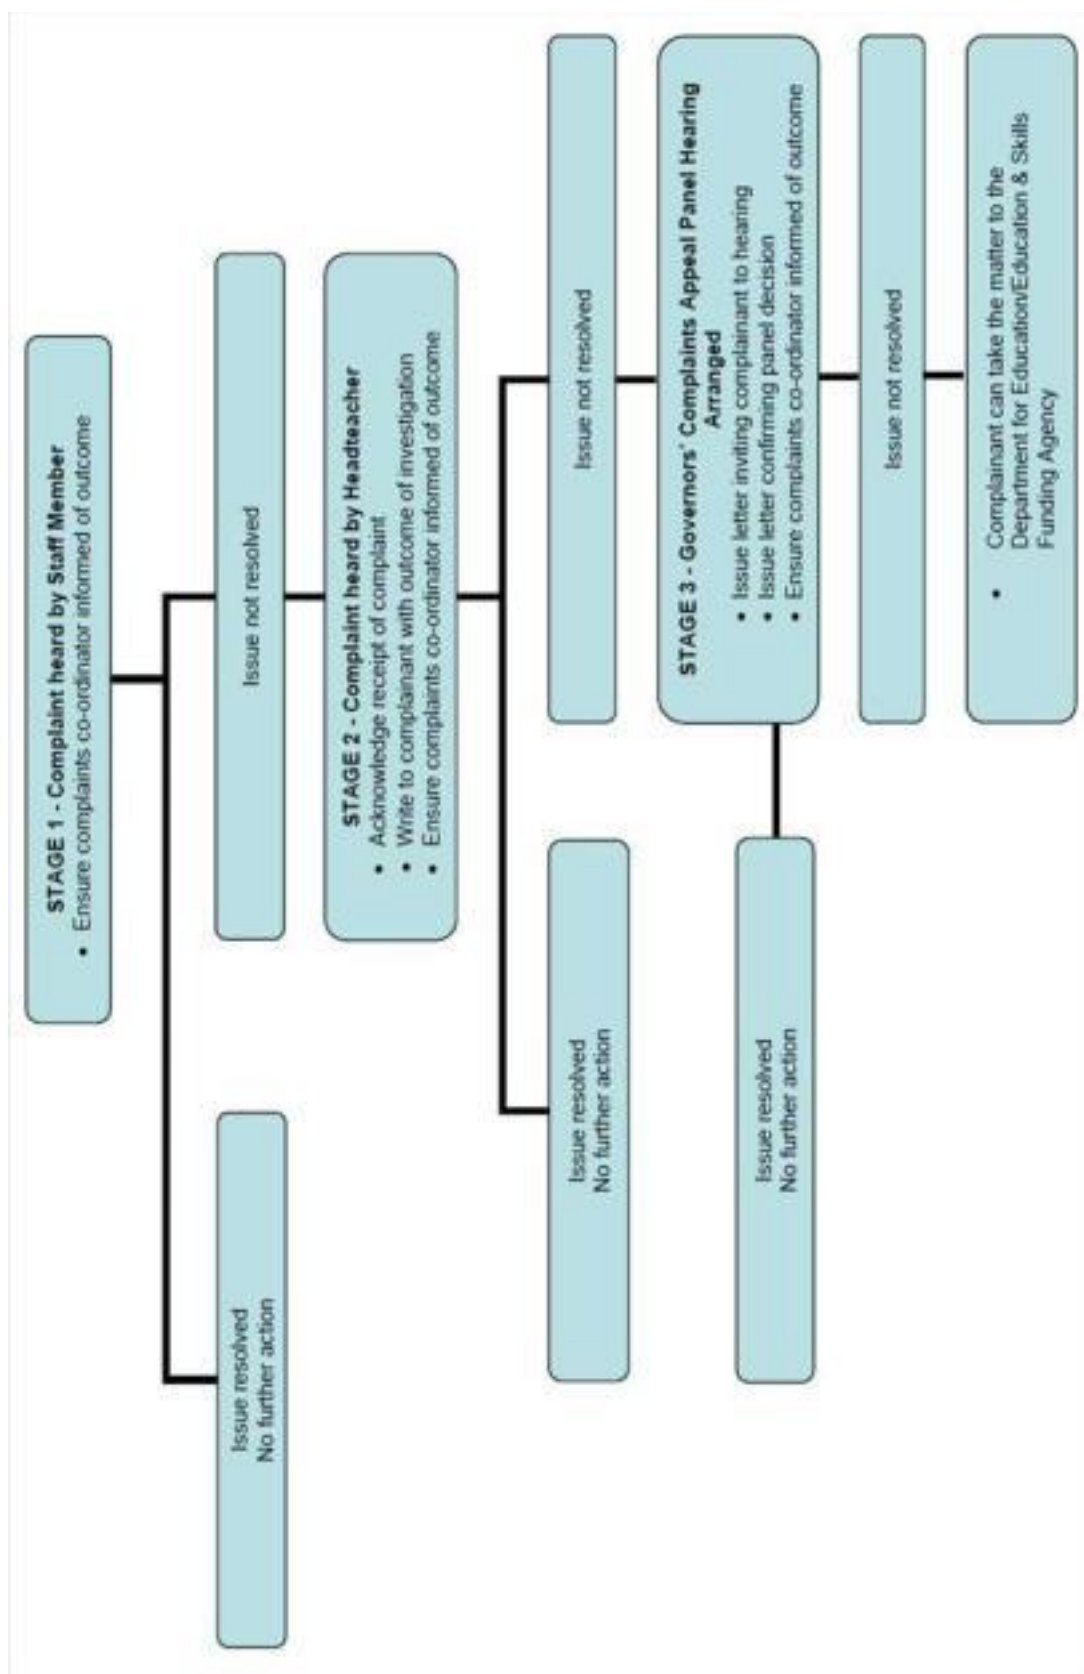 STAGE 1 - Complaint heard by Staff Member
• Ensure complaints co-ordinator informed of outcome
Issue resolved
No further action
Issue not resolved
STAGE 2 - Complaint heard by Headteacher
• Acknowledge receipt of complaint
• Write to complainant with outcome of investigation
• Ensure complaints co-ordinator informed of outcome
Issue resolved
No further action
Issue not resolved
STAGE 3 - Governors' Complaints Appeal Panel Hearing
Arranged
• Issue letter inviting complainant to hearing
• Issue letter confirming panel decision
• Ensure complaints co-ordinator informed of outcome
Issue resolved
No further action
Issue not resolved
• Complainant can take the matter to the
Department for Education/Education & Skills
Funding Agency